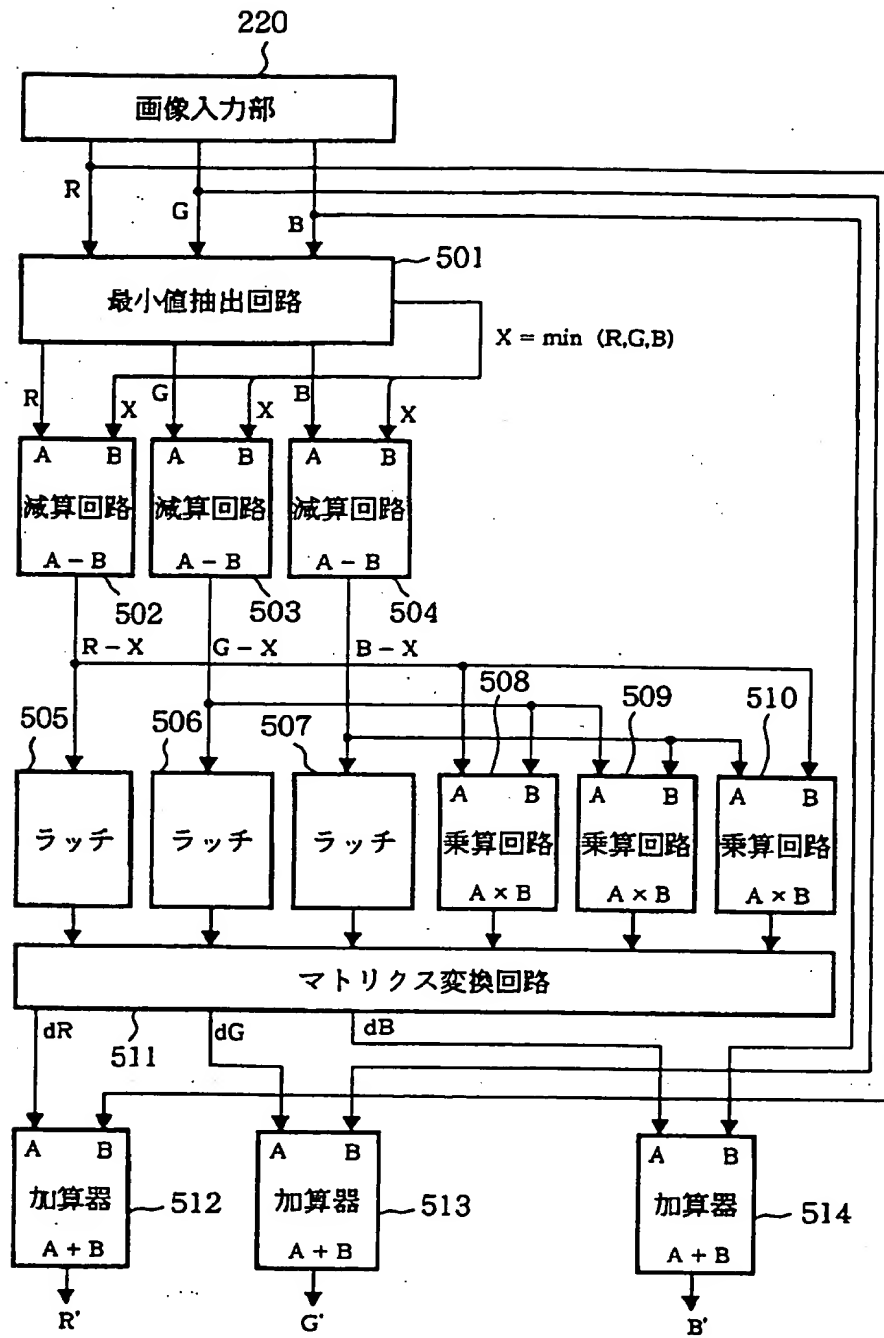 220
画像入力部
R
G
B
501
最小値抽出回路
X = min (R,G,B)
R X G X B X
A B A B A B
減算回路 減算回路 減算回路
A − B A − B A − B
502 503 504
R − X G − X B − X
505 506 507 508 509 510
ラッチ ラッチ ラッチ
A B A B A B
乗算回路 乗算回路 乗算回路
A × B A × B A × B
マトリクス変換回路
dR dG dB
511
A B A B A B
加算器 512 加算器 513 加算器 514
A + B A + B A + B
R' G' B'